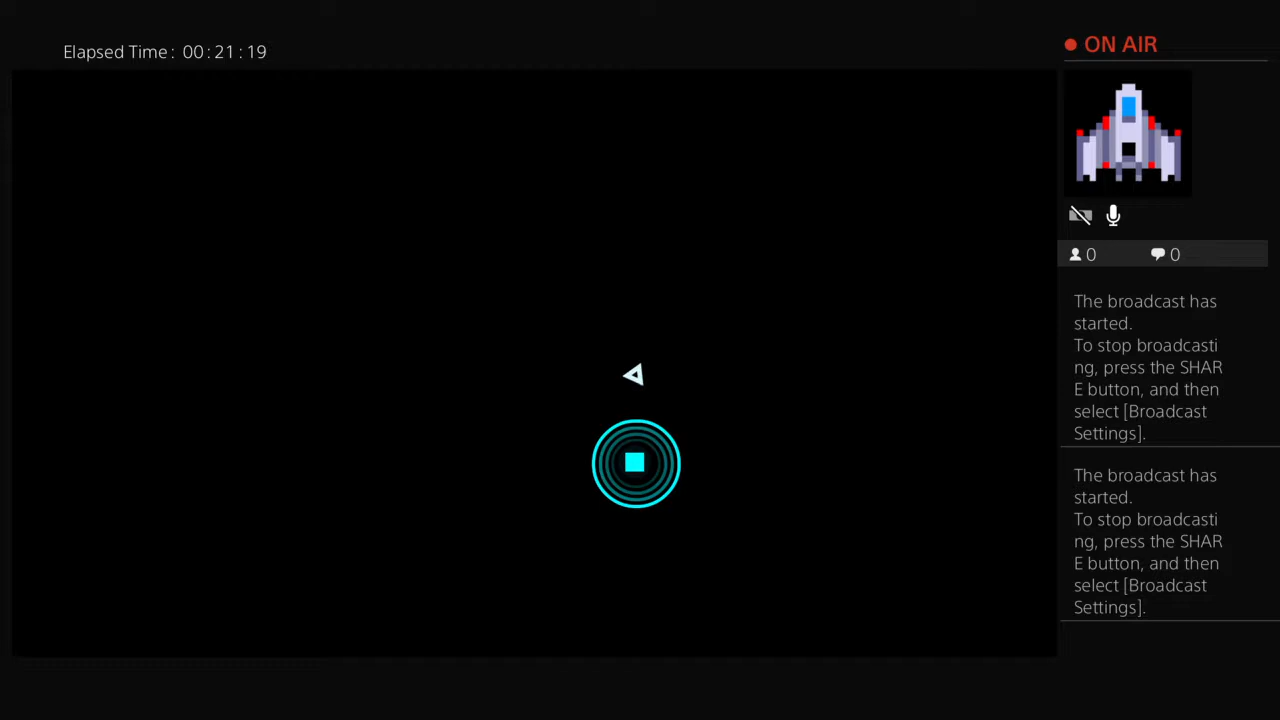 Elapsed Time: 00:21:19
ON AIR
0 0
The broadcast has
started.
To stop broadcasti
ng, press the SHAR
E button, and then
select [Broadcast
Settings].
The broadcast has
started.
To stop broadcasti
ng, press the SHAR
E button, and then
select [Broadcast
Settings].